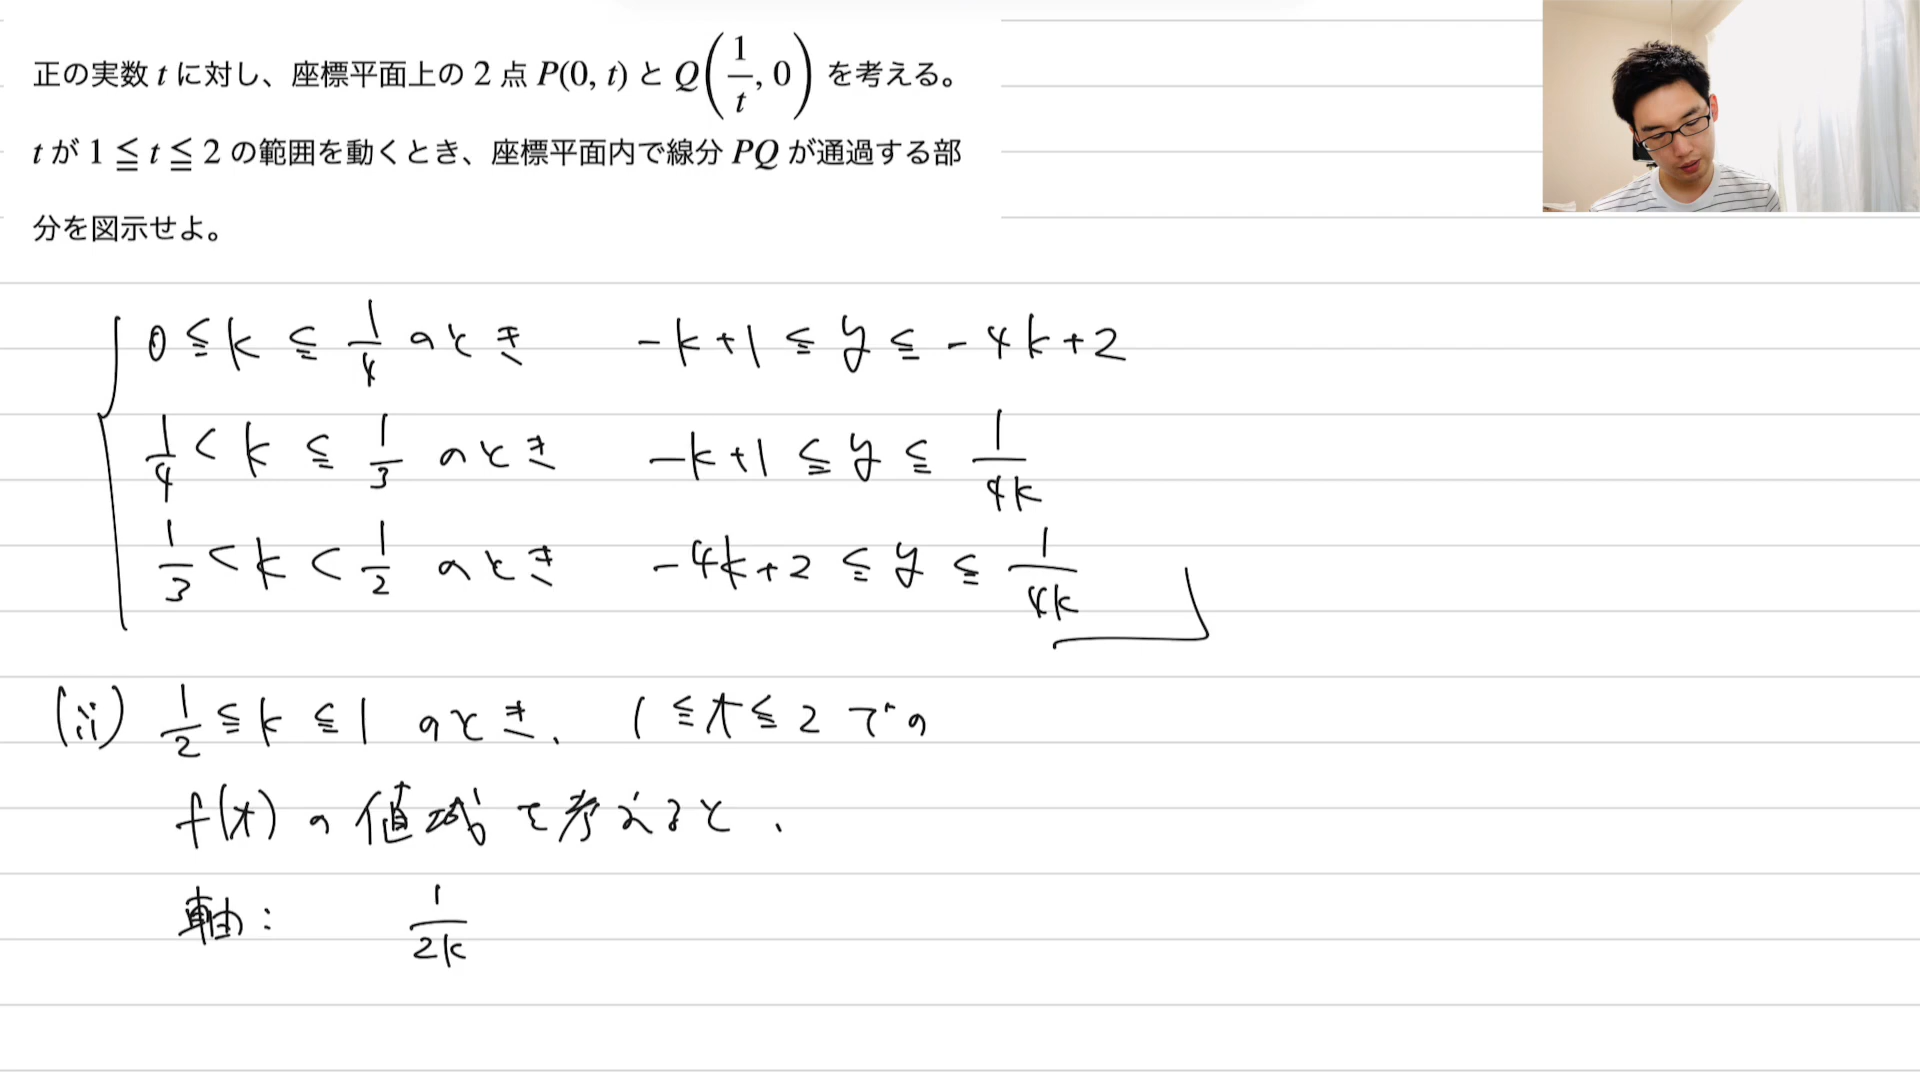 正の実数 t に対し、座標平面上の 2 点 P(0, t) と Q(1/t, 0) を考える。
t が 1 ≦ t ≦ 2 の範囲を動くとき、座標平面内で線分 PQ が通過する部
分を図示せよ。
0 ≦ k ≦ 1/4 のとき -k+1 ≦ y ≦ -4k+2
1/4 < k ≦ 1/3 のとき -k+1 ≦ y ≦ 1/4k
1/3 < k < 1/2 のとき -4k+2 ≦ y ≦ 1/4k
(ii) 1/2 ≦ k ≦ 1 のとき、1 ≦ t ≦ 2 での
f(t) の値域を考えると、
軸: 1/2k